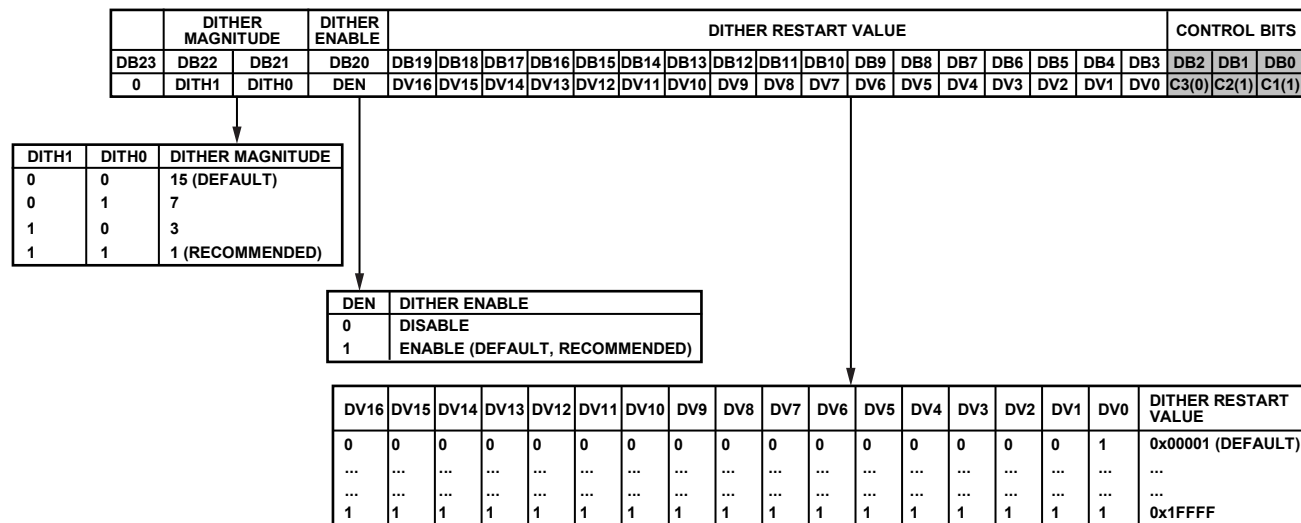 DITHER MAGNITUDE DITHER ENABLE DITHER RESTART VALUE CONTROL BITS
DB23 DB22 DB21 DB20 DB19 DB18 DB17 DB16 DB15 DB14 DB13 DB12 DB11 DB10 DB9 DB8 DB7 DB6 DB5 DB4 DB3 DB2 DB1 DB0
0 DITH1 DITH0 DEN DV16 DV15 DV14 DV13 DV12 DV11 DV10 DV9 DV8 DV7 DV6 DV5 DV4 DV3 DV2 DV1 DV0 C3(0) C2(1) C1(1)
DITH1 DITH0 DITHER MAGNITUDE
0 0 15 (DEFAULT)
0 1 7
1 0 3
1 1 1 (RECOMMENDED)
DEN DITHER ENABLE
0 DISABLE
1 ENABLE (DEFAULT, RECOMMENDED)
DV16 DV15 DV14 DV13 DV12 DV11 DV10 DV9 DV8 DV7 DV6 DV5 DV4 DV3 DV2 DV1 DV0 DITHER RESTART VALUE
0 0 0 0 0 0 0 0 0 0 0 0 0 0 0 0 1 0x00001 (DEFAULT)
... ... ... ... ... ... ... ... ... ... ... ... ... ... ... ... ... ...
... ... ... ... ... ... ... ... ... ... ... ... ... ... ... ... ... ...
1 1 1 1 1 1 1 1 1 1 1 1 1 1 1 1 1 0x1FFFF